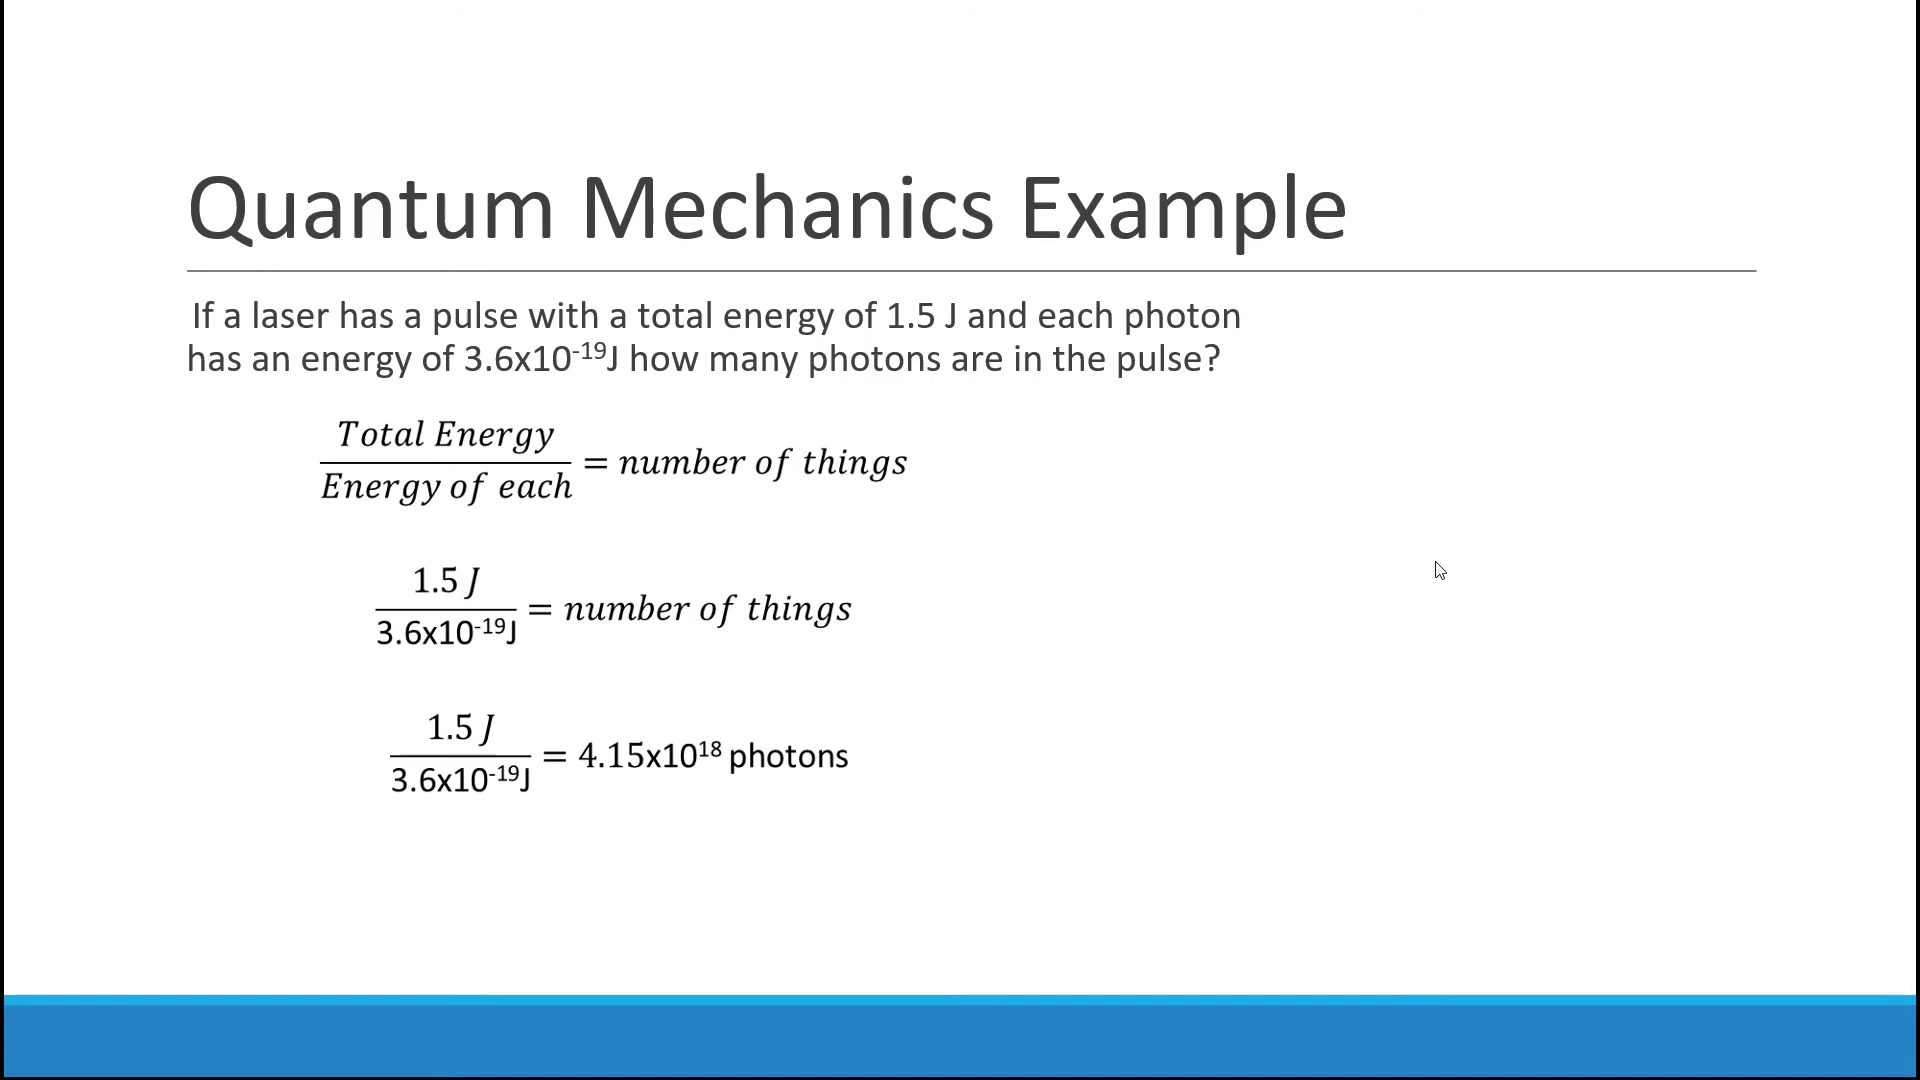 Quantum Mechanics Example
If a laser has a pulse with a total energy of 1.5 J and each photon
has an energy of 3.6x10⁻¹⁹J how many photons are in the pulse?
Total Energy
Energy of each
= number of things
1.5 J
3.6x10⁻¹⁹J
= number of things
1.5 J
3.6x10⁻¹⁹J
= 4.15x10¹⁸ photons